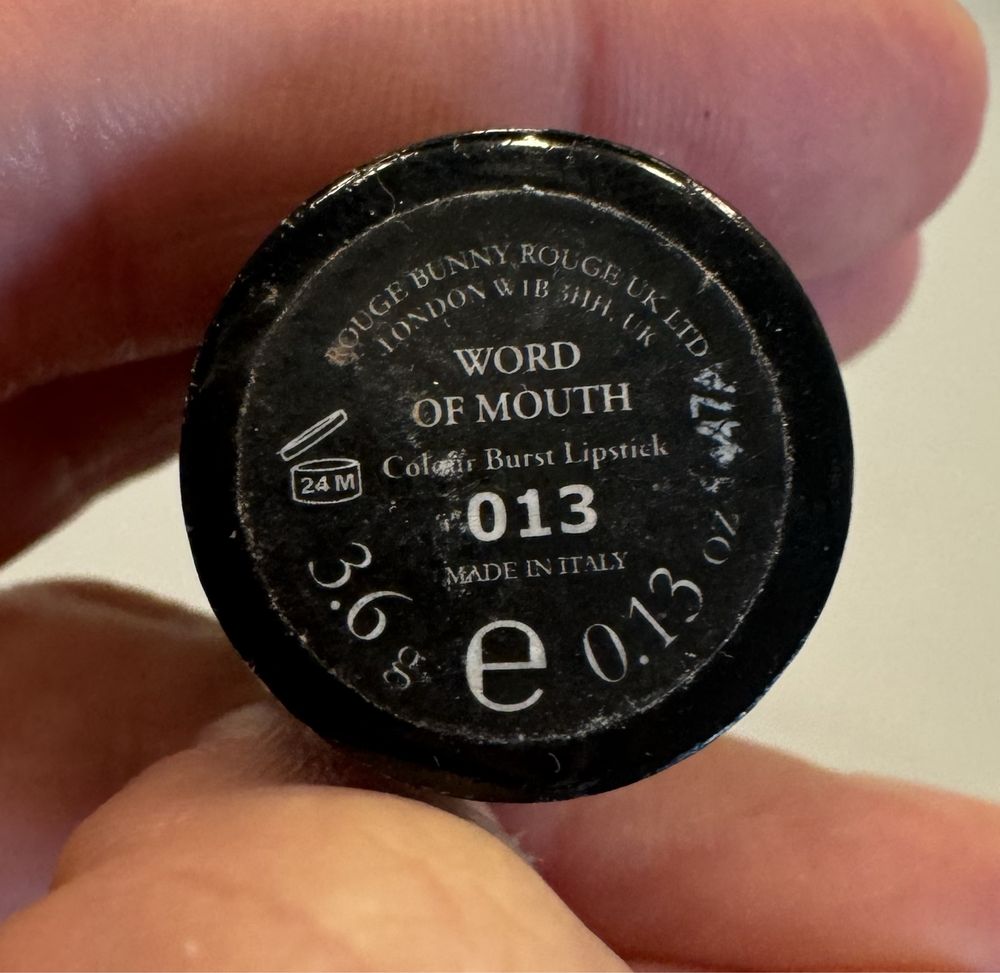 ROUGE BUNNY ROUGE UK LTD
LONDON W1B 3HH, UK
WORD
OF MOUTH
Colour Burst Lipstick
013
MADE IN ITALY
24 M
3.6 g
e
0.13 OZ